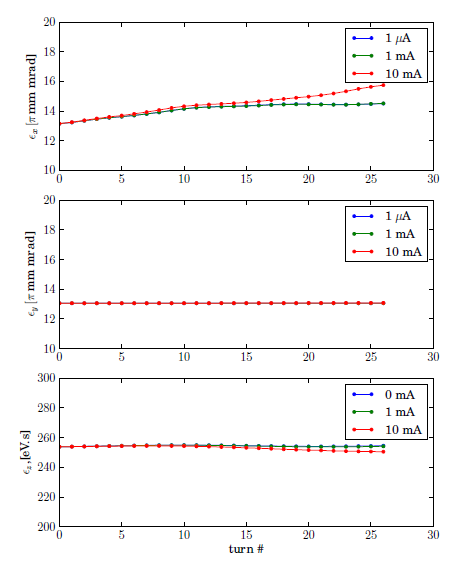 20
18
16
14
12
10
0 5 10 15 20 25 30
ϵx [π mm mrad]
1 μA
1 mA
10 mA
20
18
16
14
12
10
0 5 10 15 20 25 30
ϵy [π mm mrad]
1 μA
1 mA
10 mA
300
280
260
240
220
200
0 5 10 15 20 25 30
ϵz,[eV.s]
0 mA
1 mA
10 mA
turn #